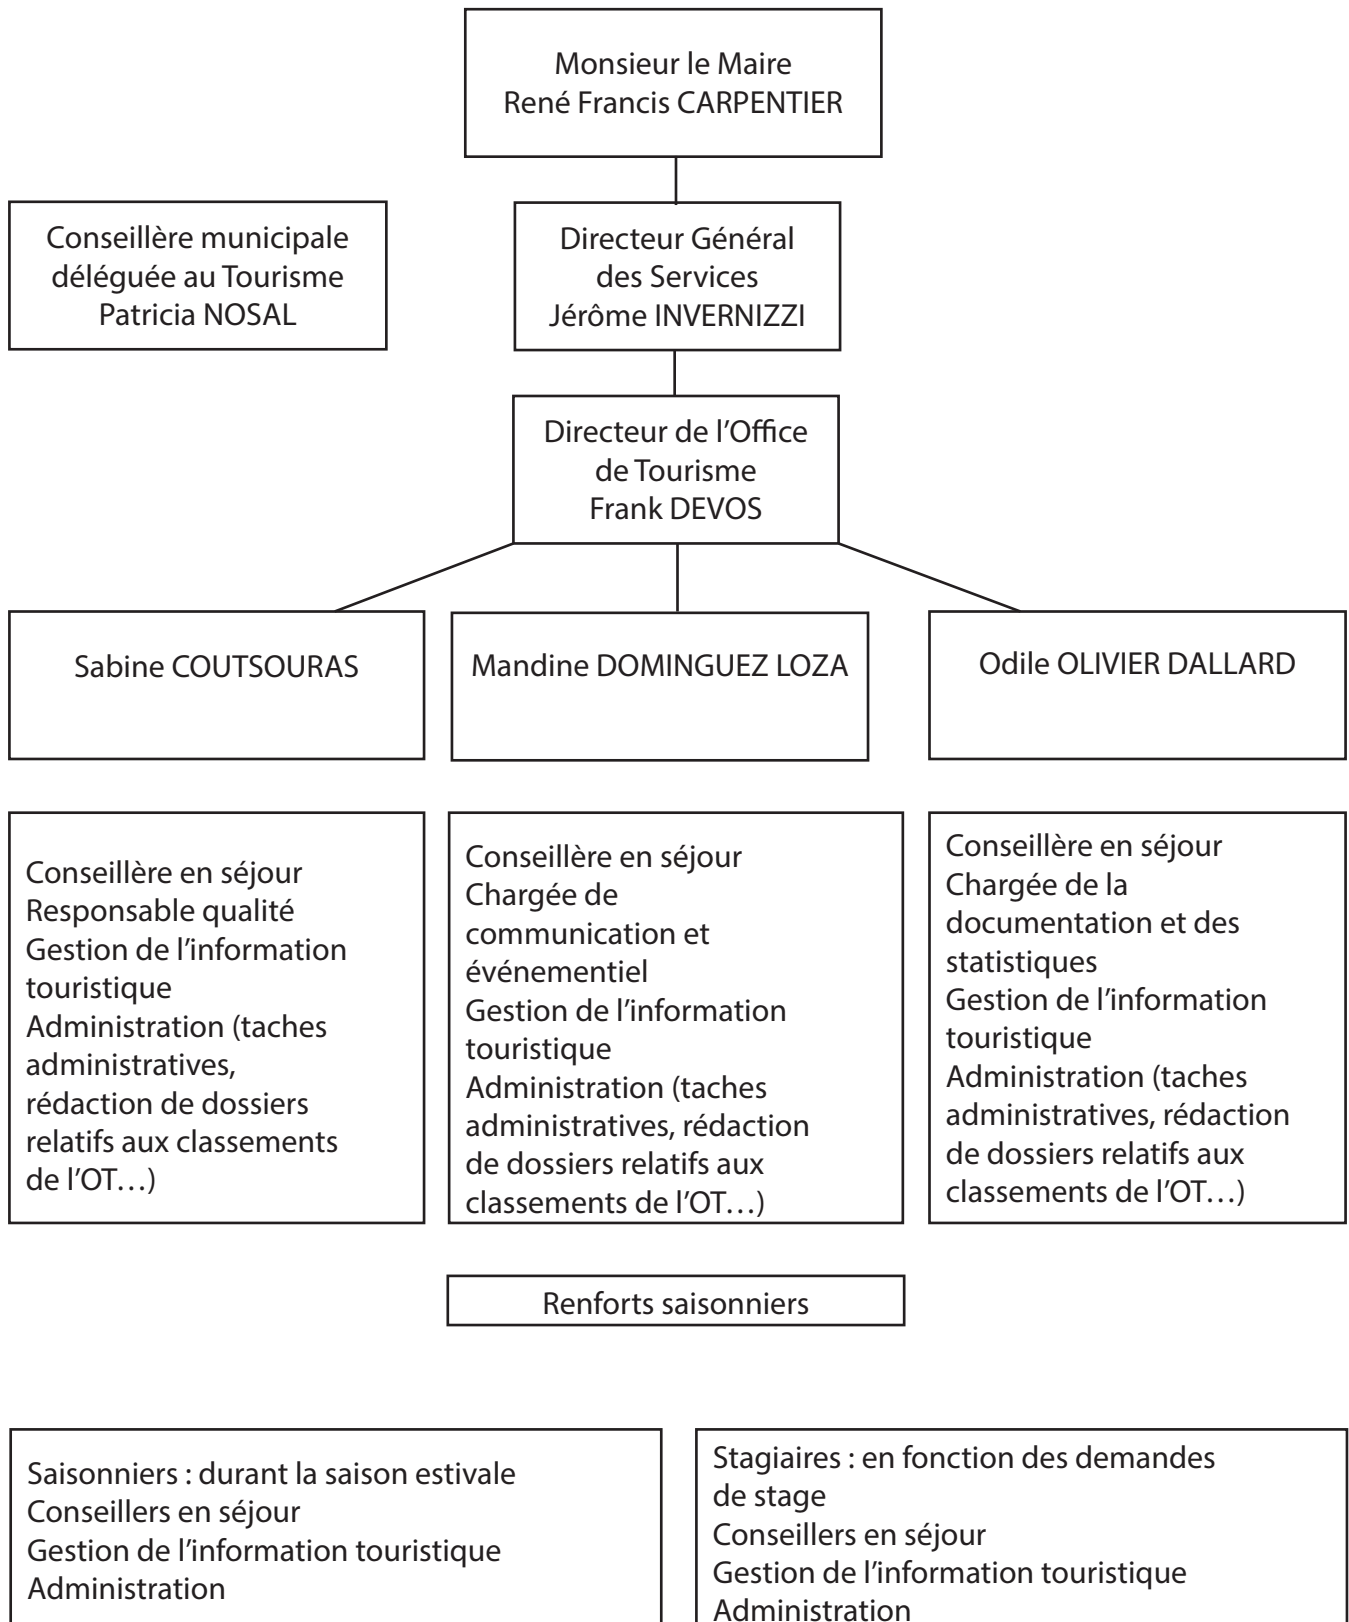 Monsieur le Maire
René Francis CARPENTIER
Conseillère municipale
déléguée au Tourisme
Patricia NOSAL
Directeur Général
des Services
Jérôme INVERNIZZI
Directeur de l'Office
de Tourisme
Frank DEVOS
Sabine COUTSOURAS
Mandine DOMINGUEZ LOZA
Odile OLIVIER DALLARD
Conseillère en séjour
Responsable qualité
Gestion de l'information
touristique
Administration (taches
administratives,
rédaction de dossiers
relatifs aux classements
de l'OT…)
Conseillère en séjour
Chargée de
communication et
événementiel
Gestion de l'information
touristique
Administration (taches
administratives, rédaction
de dossiers relatifs aux
classements de l'OT…)
Conseillère en séjour
Chargée de la
documentation et des
statistiques
Gestion de l'information
touristique
Administration (taches
administratives, rédaction
de dossiers relatifs aux
classements de l'OT…)
Renforts saisonniers
Saisonniers : durant la saison estivale
Conseillers en séjour
Gestion de l'information touristique
Administration
Stagiaires : en fonction des demandes
de stage
Conseillers en séjour
Gestion de l'information touristique
Administration